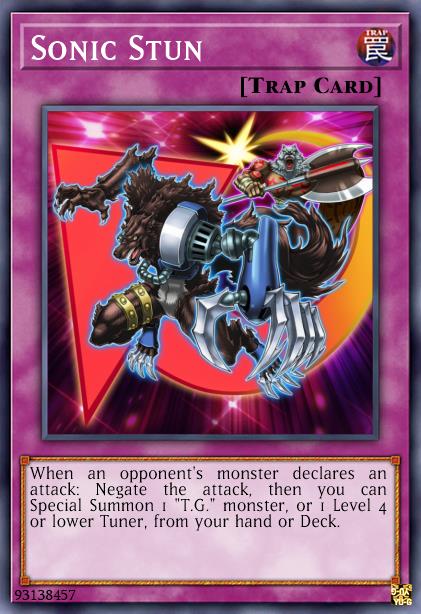 Sonic Stun
TRAP
罠
[Trap Card]
When an opponent's monster declares an
attack: Negate the attack, then you can
Special Summon 1 "T.G." monster, or 1 Level 4
or lower Tuner, from your hand or Deck.
93138457